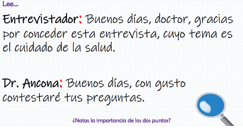 Lee...
Entrevistador: Buenos días, doctor, gracias
por conceder esta entrevista, cuyo tema es
el cuidado de la salud.
Dr. Ancona: Buenos días, con gusto
contestaré tus preguntas.
¿Notas la importancia de los dos puntos?